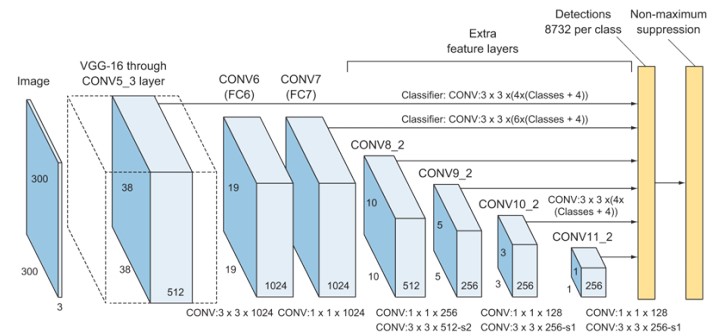 Detections
8732 per class
Non-maximum
suppression
Extra
feature layers
VGG-16 through
CONV5_3 layer
Image
CONV6
(FC6)
CONV7
(FC7)
Classifier: CONV:3 x 3 x(4x(Classes + 4))
Classifier: CONV:3 x 3 x(6x(Classes + 4))
CONV8_2
CONV9_2
CONV10_2
CONV:3 x 3 x(4x
(Classes + 4))
CONV11_2
300
300
3
38
38
512
19
19
1024
1024
10
10
512
5
5
256
3
3
256
1
1
256
CONV:3 x 3 x 1024
CONV:1 x 1 x 1024
CONV:1 x 1 x 256
CONV:3 x 3 x 512-s2
CONV:1 x 1 x 128
CONV:3 x 3 x 256-s1
CONV:1 x 1 x 128
CONV:3 x 3 x 256-s1